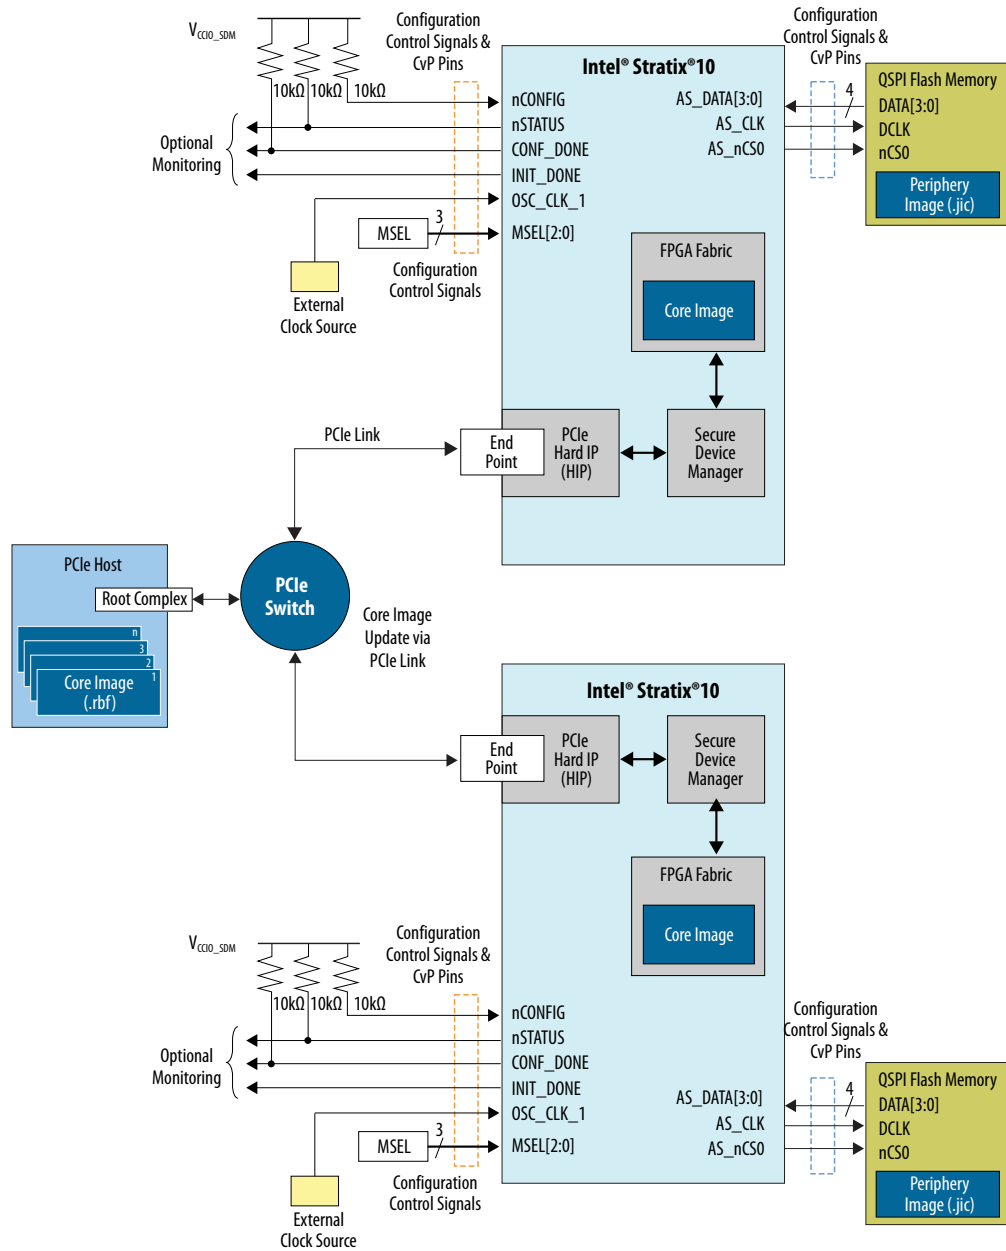 V_CCIO_SDM
10kΩ 10kΩ 10kΩ
Configuration
Control Signals &
CvP Pins
Optional
Monitoring
3
MSEL
External
Clock Source
Configuration
Control Signals
Intel® Stratix®10
nCONFIG
nSTATUS
CONF_DONE
INIT_DONE
OSC_CLK_1
MSEL[2:0]
AS_DATA[3:0]
AS_CLK
AS_nCS0
Configuration
Control Signals &
CvP Pins
4
QSPI Flash Memory
DATA[3:0]
DCLK
nCS0
Periphery
Image (.jic)
FPGA Fabric
Core Image
PCIe Link
End
Point
PCIe
Hard IP
(HIP)
Secure
Device
Manager
PCIe Host
Root Complex
n
3
2
1
Core Image
(.rbf)
PCIe
Switch
Core Image
Update via
PCIe Link
Intel® Stratix®10
End
Point
PCIe
Hard IP
(HIP)
Secure
Device
Manager
FPGA Fabric
Core Image
V_CCIO_SDM
10kΩ 10kΩ 10kΩ
Configuration
Control Signals &
CvP Pins
Optional
Monitoring
3
MSEL
External
Clock Source
Configuration
Control Signals
nCONFIG
nSTATUS
CONF_DONE
INIT_DONE
OSC_CLK_1
MSEL[2:0]
AS_DATA[3:0]
AS_CLK
AS_nCS0
Configuration
Control Signals &
CvP Pins
4
QSPI Flash Memory
DATA[3:0]
DCLK
nCS0
Periphery
Image (.jic)